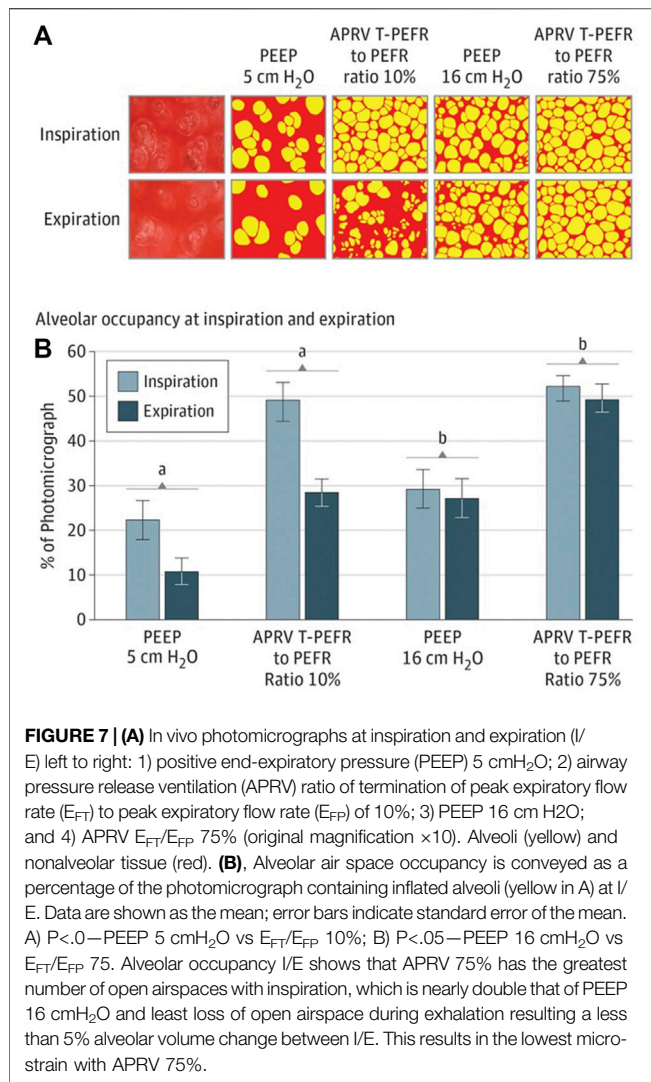 A
PEEP
5 cm H₂O
APRV T-PEFR
to PEFR
ratio 10%
PEEP
16 cm H₂O
APRV T-PEFR
to PEFR
ratio 75%
Inspiration
Expiration
Alveolar occupancy at inspiration and expiration
B
% of Photomicrograph
60
50
40
30
20
10
0
Inspiration
Expiration
a
a
b
b
PEEP
5 cm H₂O
APRV T-PEFR
to PEFR
Ratio 10%
PEEP
16 cm H₂O
APRV T-PEFR
to PEFR
Ratio 75%
FIGURE 7 | (A) In vivo photomicrographs at inspiration and expiration (I/
E) left to right: 1) positive end-expiratory pressure (PEEP) 5 cmH₂O; 2) airway
pressure release ventilation (APRV) ratio of termination of peak expiratory flow
rate (E_FT) to peak expiratory flow rate (E_FP) of 10%; 3) PEEP 16 cm H2O;
and 4) APRV E_FT/E_FP 75% (original magnification ×10). Alveoli (yellow) and
nonalveolar tissue (red). (B), Alveolar air space occupancy is conveyed as a
percentage of the photomicrograph containing inflated alveoli (yellow in A) at I/
E. Data are shown as the mean; error bars indicate standard error of the mean.
A) P<.0—PEEP 5 cmH₂O vs E_FT/E_FP 10%; B) P<.05—PEEP 16 cmH₂O vs
E_FT/E_FP 75. Alveolar occupancy I/E shows that APRV 75% has the greatest
number of open airspaces with inspiration, which is nearly double that of PEEP
16 cmH₂O and least loss of open airspace during exhalation resulting a less
than 5% alveolar volume change between I/E. This results in the lowest micro-
strain with APRV 75%.